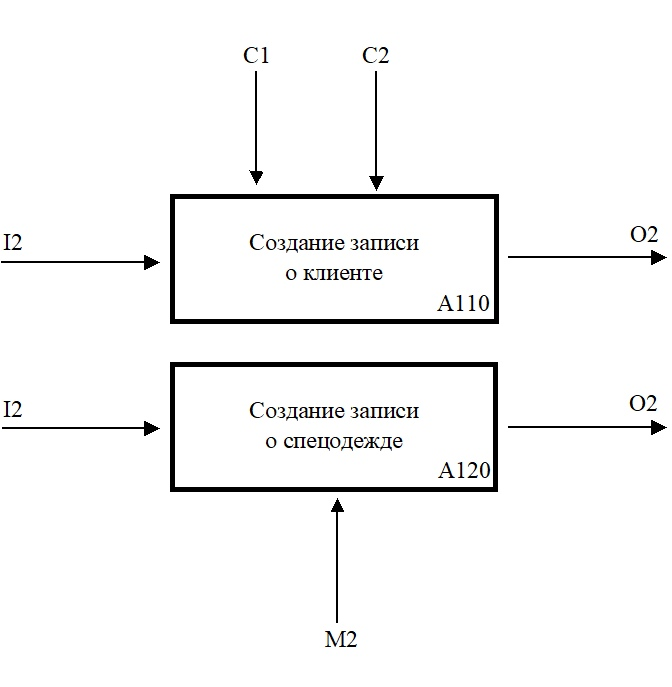 C1
C2
I2
Создание записи
о клиенте
A110
O2
I2
Создание записи
о спецодежде
A120
O2
M2